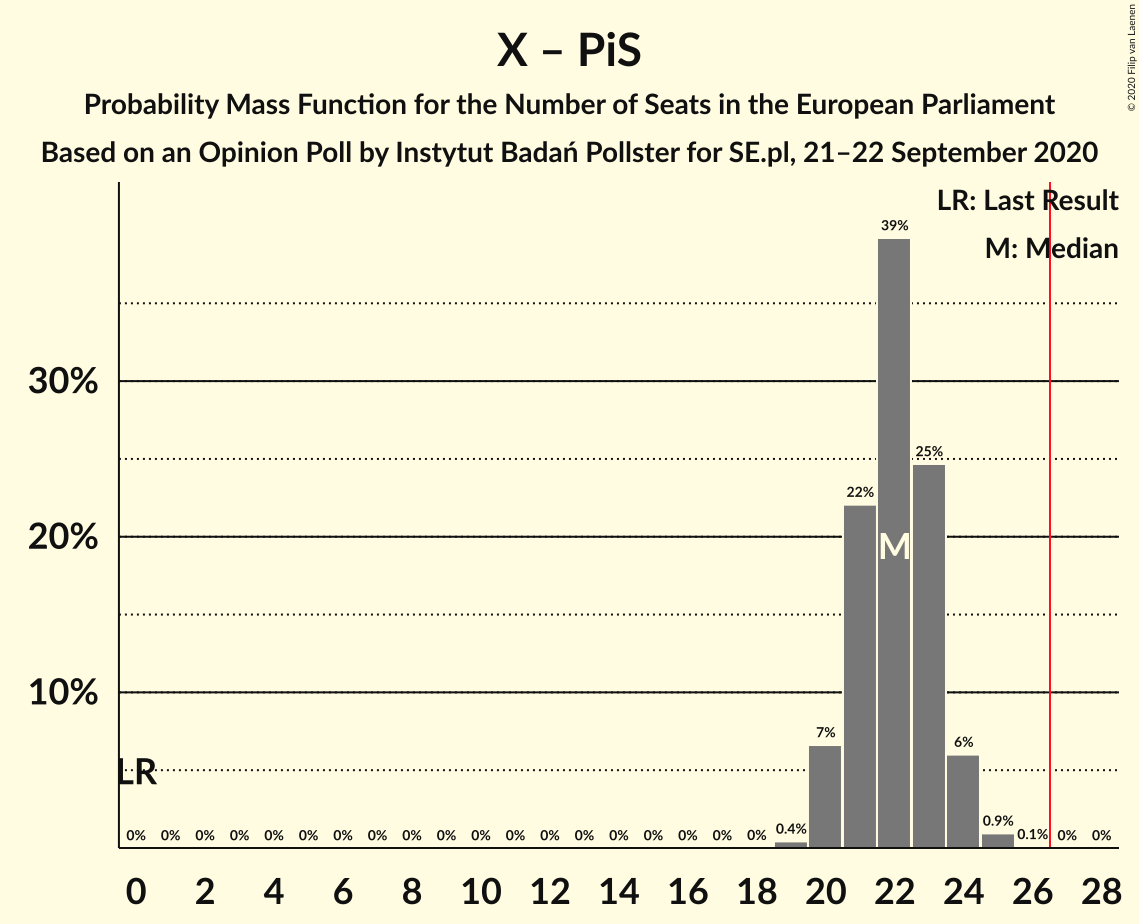 X – PiS
Probability Mass Function for the Number of Seats in the European Parliament
Based on an Opinion Poll by Instytut Badań Pollster for SE.pl, 21–22 September 2020
© 2020 Filip van Laenen
LR: Last Result
M: Median
39%
30%
25%
22%
20%
M
10%
7%
6%
LR
0% 0% 0% 0% 0% 0% 0% 0% 0% 0% 0% 0% 0% 0% 0% 0% 0% 0% 0% 0.4% 0.9% 0.1% 0% 0%
0 2 4 6 8 10 12 14 16 18 20 22 24 26 28